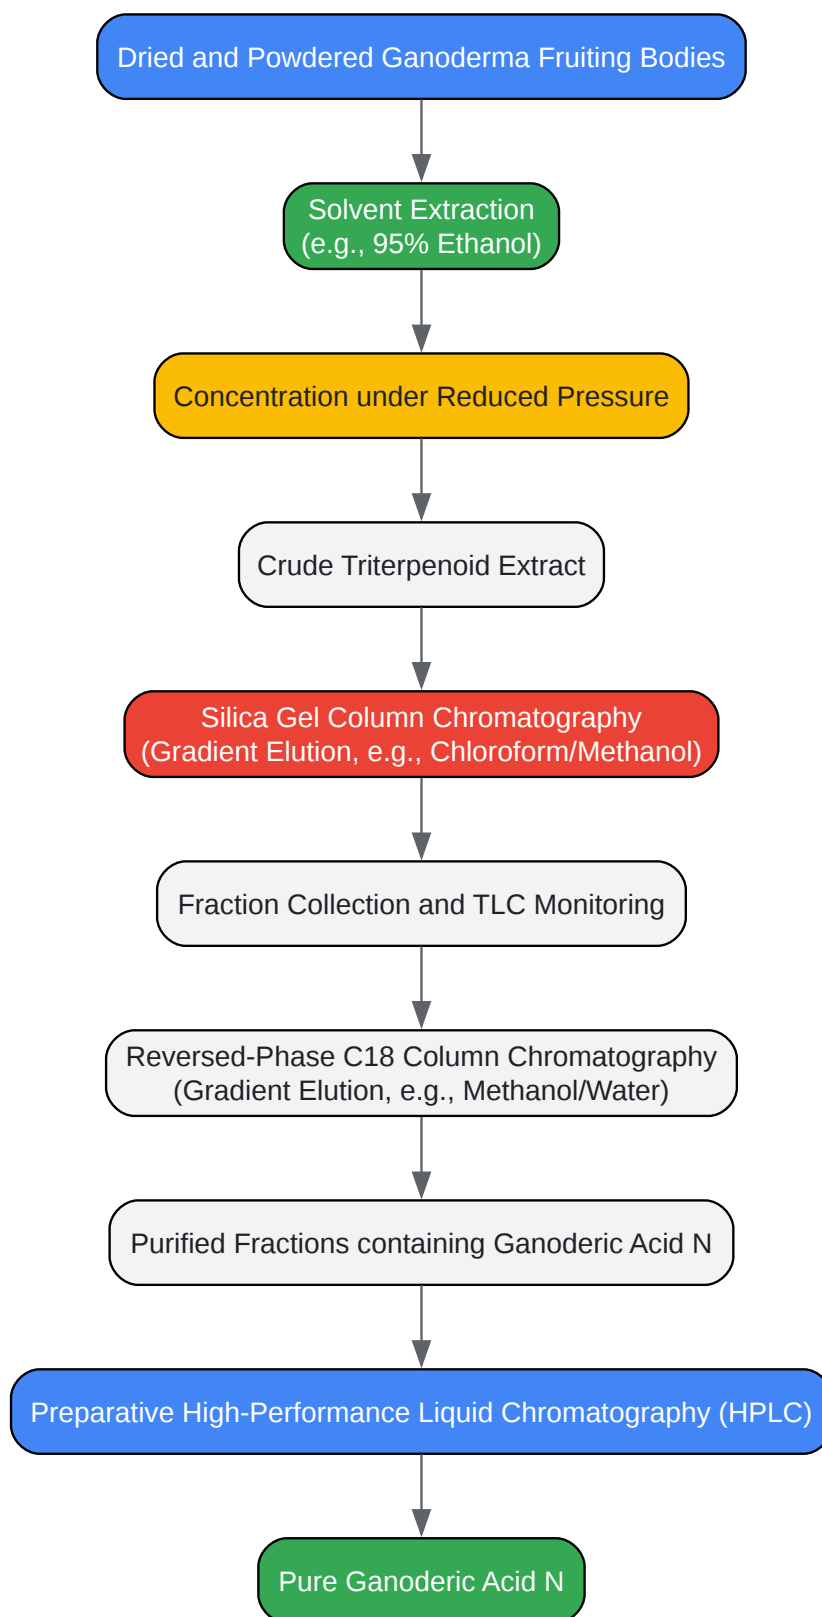 Dried and Powdered Ganoderma Fruiting Bodies
Solvent Extraction
(e.g., 95% Ethanol)
Concentration under Reduced Pressure
Crude Triterpenoid Extract
Silica Gel Column Chromatography
(Gradient Elution, e.g., Chloroform/Methanol)
Fraction Collection and TLC Monitoring
Reversed-Phase C18 Column Chromatography
(Gradient Elution, e.g., Methanol/Water)
Purified Fractions containing Ganoderic Acid N
Preparative High-Performance Liquid Chromatography (HPLC)
Pure Ganoderic Acid N